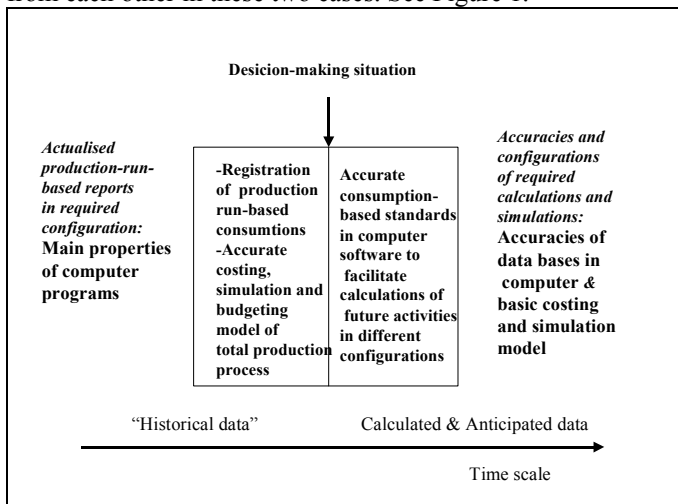 from each other in these two cases. See Figure 1.
Desicion-making situation
Actualised
production-run-
based reports
in required
configuration:
Main properties
of computer
programs
-Registration
of production
run-based
consumtions
-Accurate
costing,
simulation and
budgeting
model of
total production
process
Accurate
consumption-
based standards
in computer
software to
facilitate
calculations of
future activities
in different
configurations
Accuracies and
configurations
of required
calculations and
simulations:
Accuracies of
data bases in
computer &
basic costing
and simulation
model
“Historical data”
Calculated & Anticipated data
Time scale